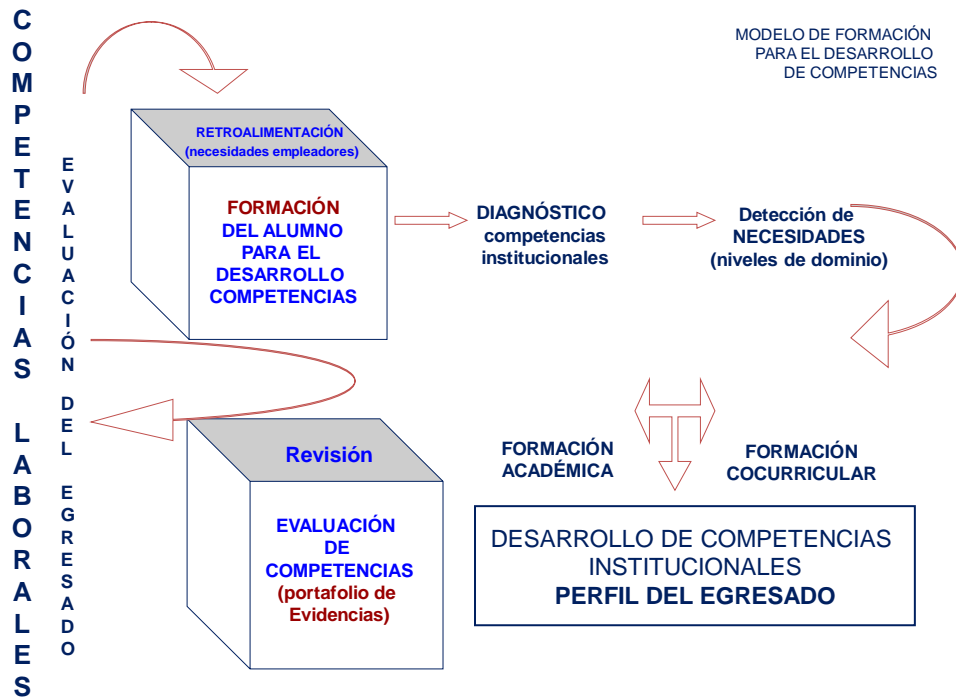 COMPETENCIAS LABORALES
EVALUACIÓN DEL EGRESADO
MODELO DE FORMACIÓN
PARA EL DESARROLLO
DE COMPETENCIAS
RETROALIMENTACIÓN
(necesidades empleadores)
FORMACIÓN
DEL ALUMNO
PARA EL
DESARROLLO
COMPETENCIAS
DIAGNÓSTICO
competencias
institucionales
Detección de
NECESIDADES
(niveles de dominio)
FORMACIÓN
ACADÉMICA
FORMACIÓN
COCURRICULAR
DESARROLLO DE COMPETENCIAS
INSTITUCIONALES
PERFIL DEL EGRESADO
Revisión
EVALUACIÓN
DE
COMPETENCIAS
(portafolio de
Evidencias)